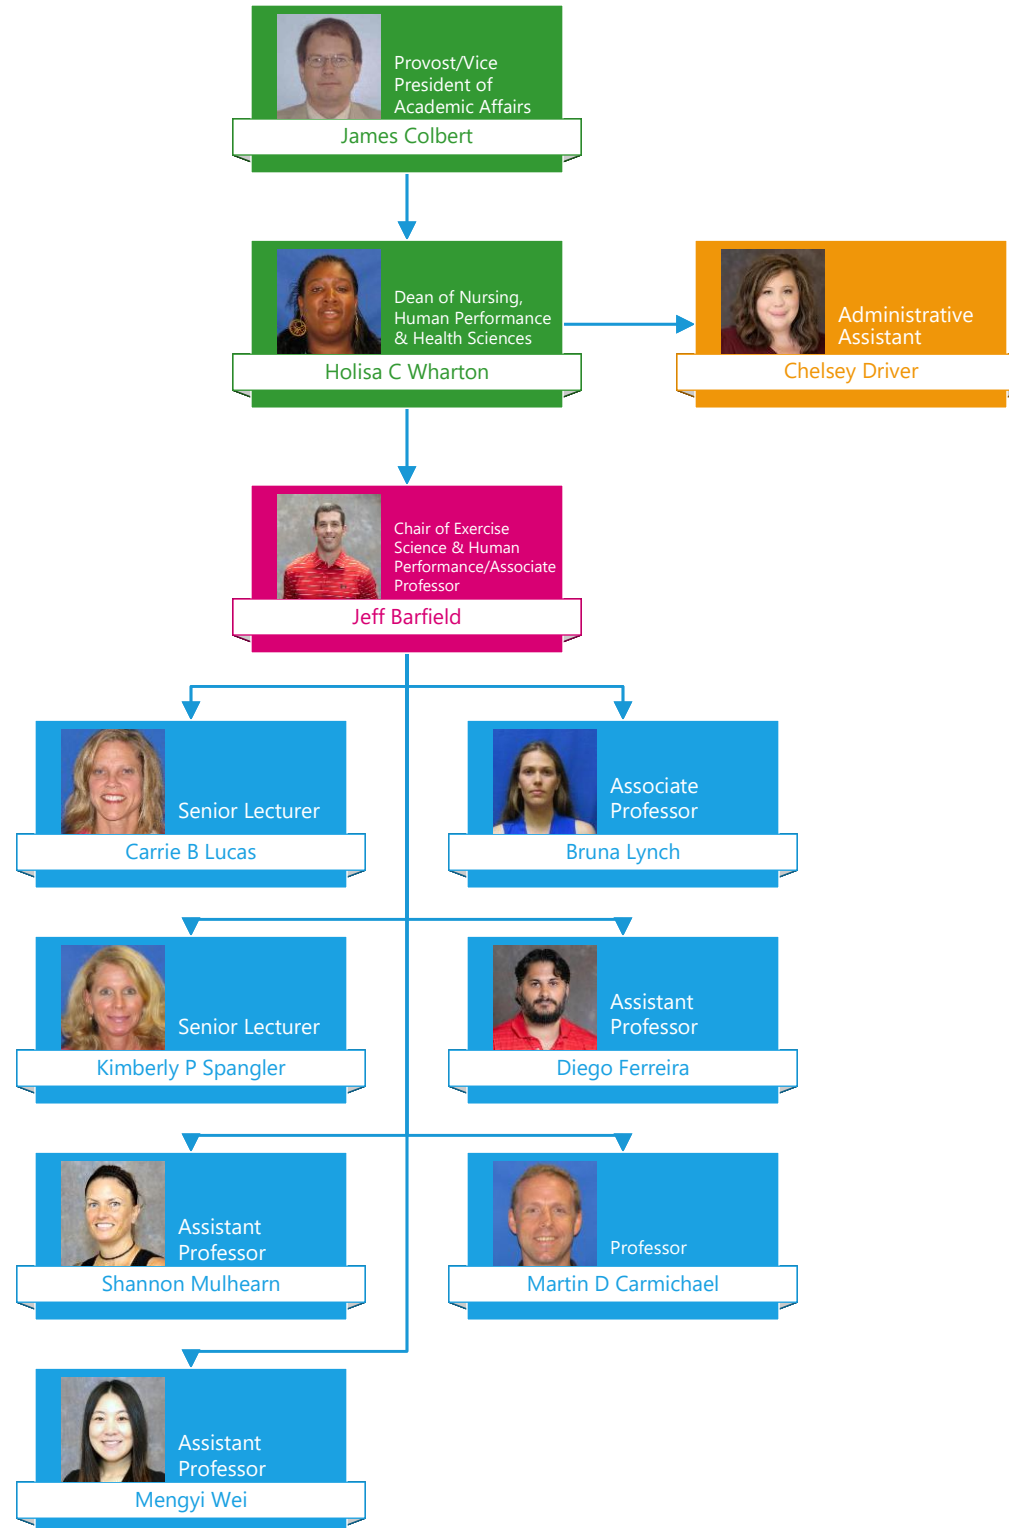 Provost/Vice
President of
Academic Affairs
James Colbert
Dean of Nursing,
Human Performance
& Health Sciences
Holisa C Wharton
Administrative
Assistant
Chelsey Driver
Chair of Exercise
Science & Human
Performance/Associate
Professor
Jeff Barfield
Senior Lecturer
Carrie B Lucas
Associate
Professor
Bruna Lynch
Senior Lecturer
Kimberly P Spangler
Assistant
Professor
Diego Ferreira
Assistant
Professor
Shannon Mulhearn
Professor
Martin D Carmichael
Assistant
Professor
Mengyi Wei